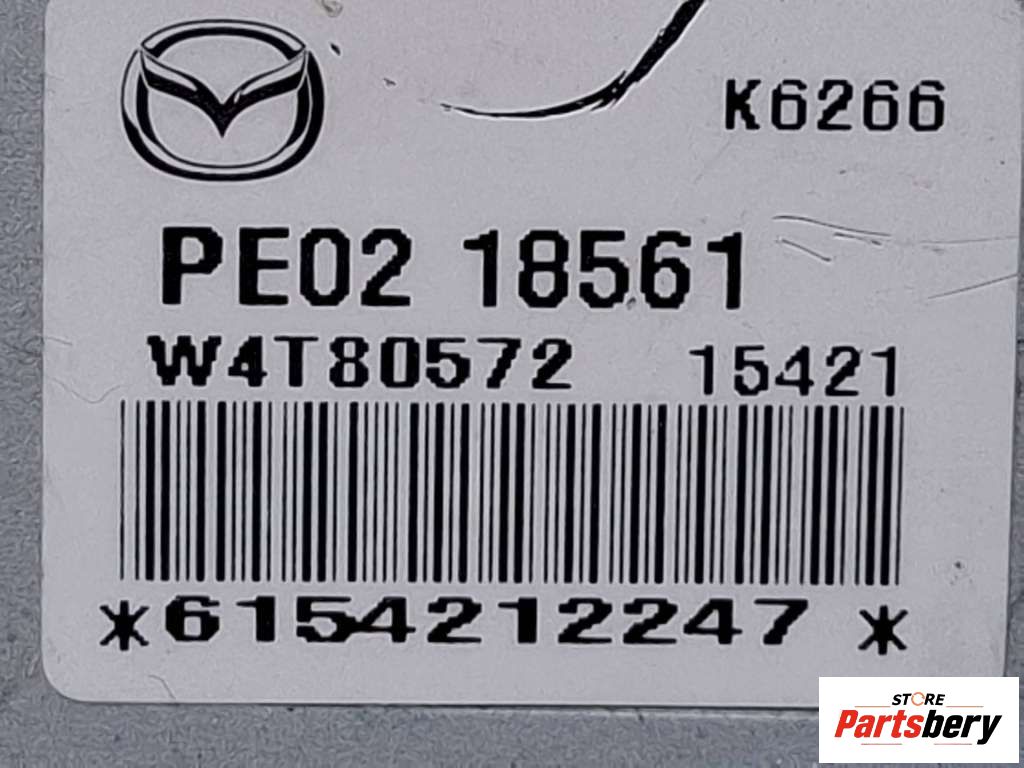 K6266
PE02 18561
W4T80572 15421
*6154212247*
STORE
Partsbery